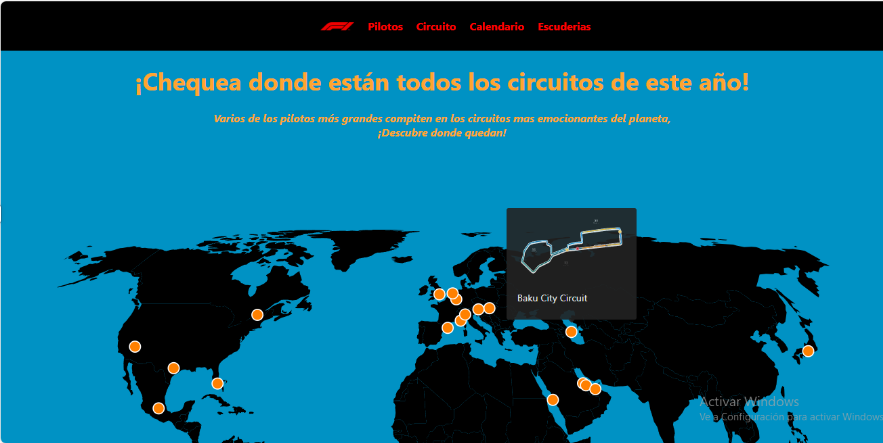 Pilotos Circuito Calendario Escuderias
¡Chequea donde están todos los circuitos de este año!
Varios de los pilotos más grandes compiten en los circuitos mas emocionantes del planeta,
¡Descubre donde quedan!
Baku City Circuit
Activar Windows
Ve a Configuración para activar Windows